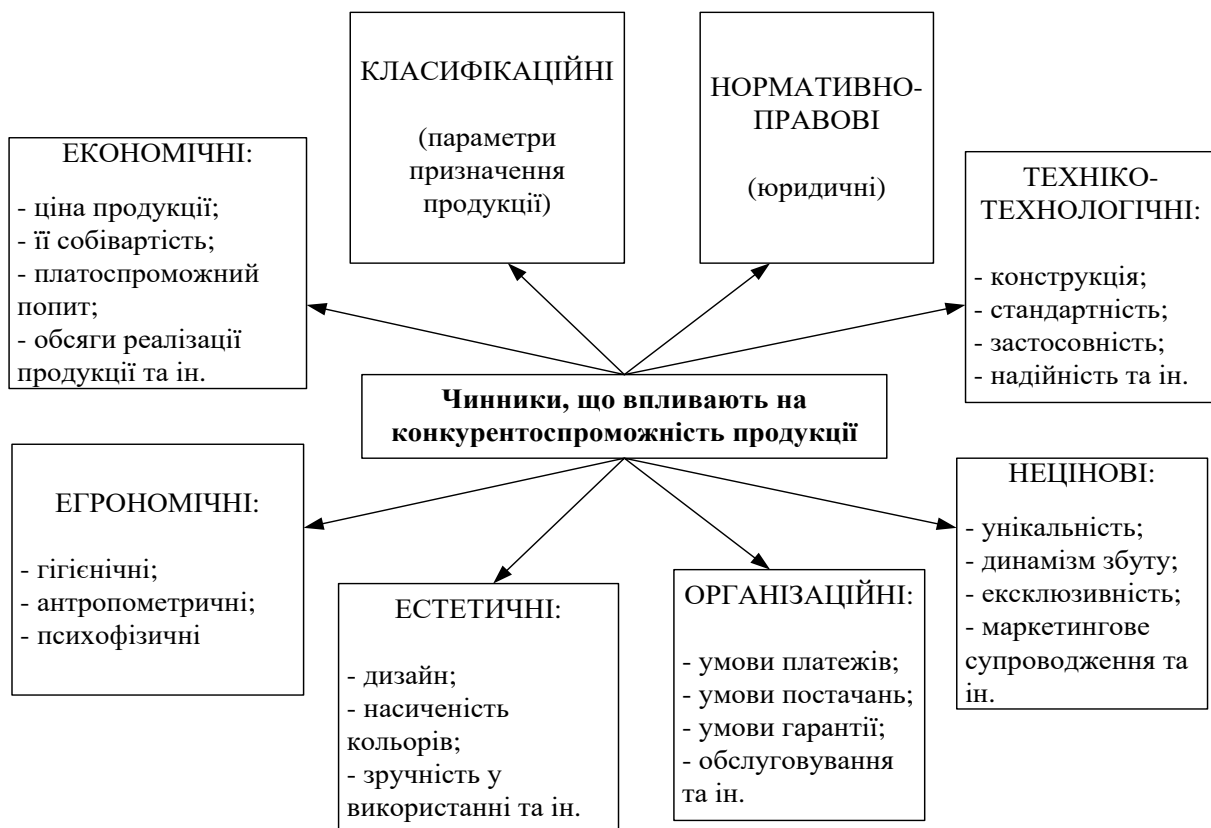 КЛАСИФІКАЦІЙНІ
(параметри
призначення
продукції)
НОРМАТИВНО-
ПРАВОВІ
(юридичні)
ЕКОНОМІЧНІ:
- ціна продукції;
- її собівартість;
- платоспроможний
попит;
- обсяги реалізації
продукції та ін.
ТЕХНІКО-
ТЕХНОЛОГІЧНІ:
- конструкція;
- стандартність;
- застосовність;
- надійність та ін.
Чинники, що впливають на
конкурентоспроможність продукції
ЕГРОНОМІЧНІ:
- гігієнічні;
- антропометричні;
- психофізичні
ЕСТЕТИЧНІ:
- дизайн;
- насиченість
кольорів;
- зручність у
використанні та ін.
ОРГАНІЗАЦІЙНІ:
- умови платежів;
- умови постачань;
- умови гарантії;
- обслуговування
та ін.
НЕЦІНОВІ:
- унікальність;
- динамізм збуту;
- ексклюзивність;
- маркетингове
супроводження та
ін.